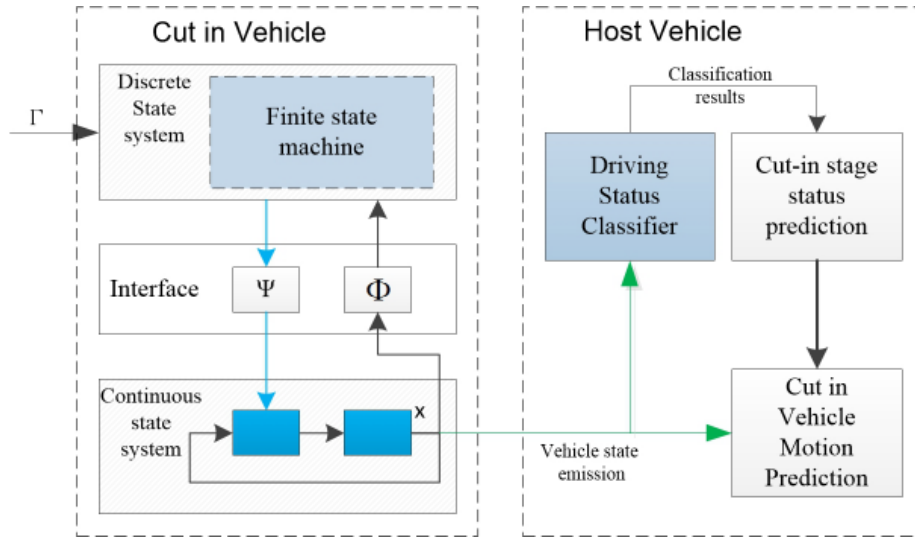 Cut in Vehicle
Discrete
State
system
Finite state
machine
Γ
Interface
Ψ
Φ
Continuous
state
system
x
Host Vehicle
Classification
results
Driving
Status
Classifier
Cut-in stage
status
prediction
Vehicle state
emission
Cut in
Vehicle
Motion
Prediction